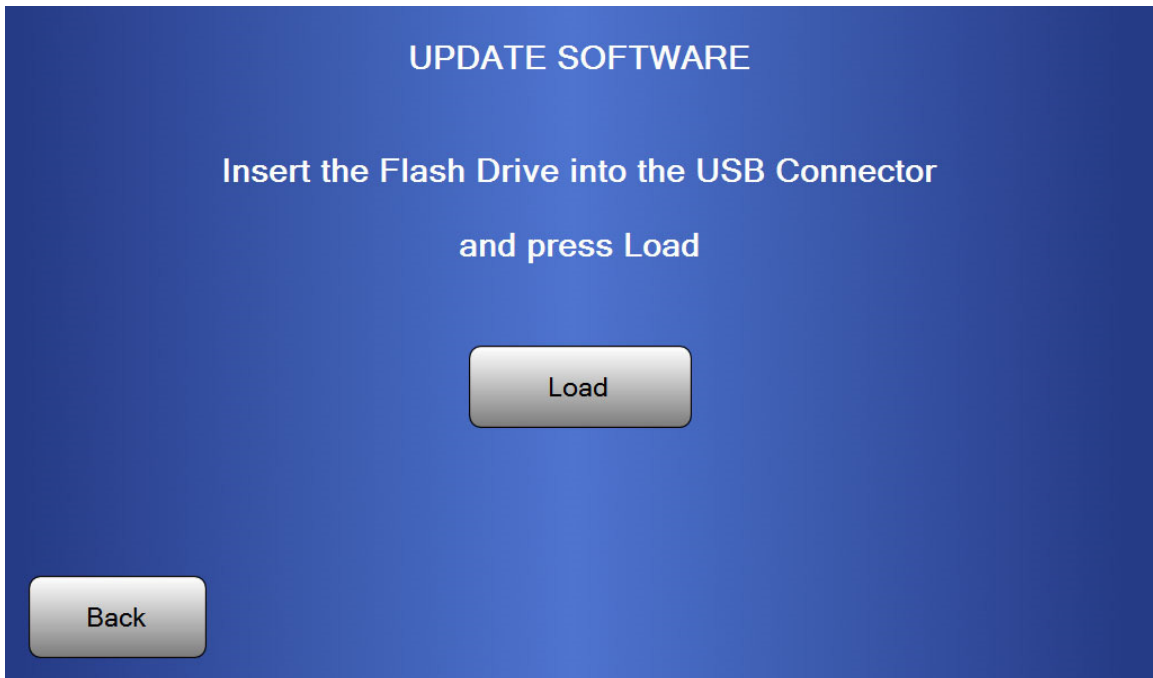 UPDATE SOFTWARE
Insert the Flash Drive into the USB Connector
and press Load
Load
Back